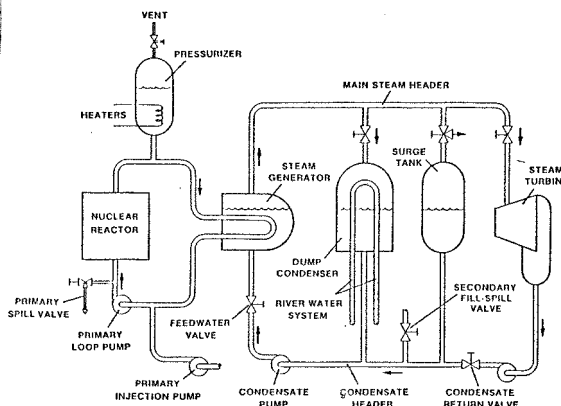 VENT
PRESSURIZER
MAIN STEAM HEADER
HEATERS
SURGE
TANK
STEAM
GENERATOR
STEAM
TURBIN
NUCLEAR
REACTOR
DUMP
CONDENSER
RIVER WATER
SYSTEM
SECONDARY
FILL-SPILL
VALVE
PRIMARY
SPILL VALVE
PRIMARY
LOOP PUMP
FEEDWATER
VALVE
PRIMARY
INJECTION PUMP
CONDENSATE
PUMP
CONDENSATE
HEADER
CONDENSATE
RETURN VALVE